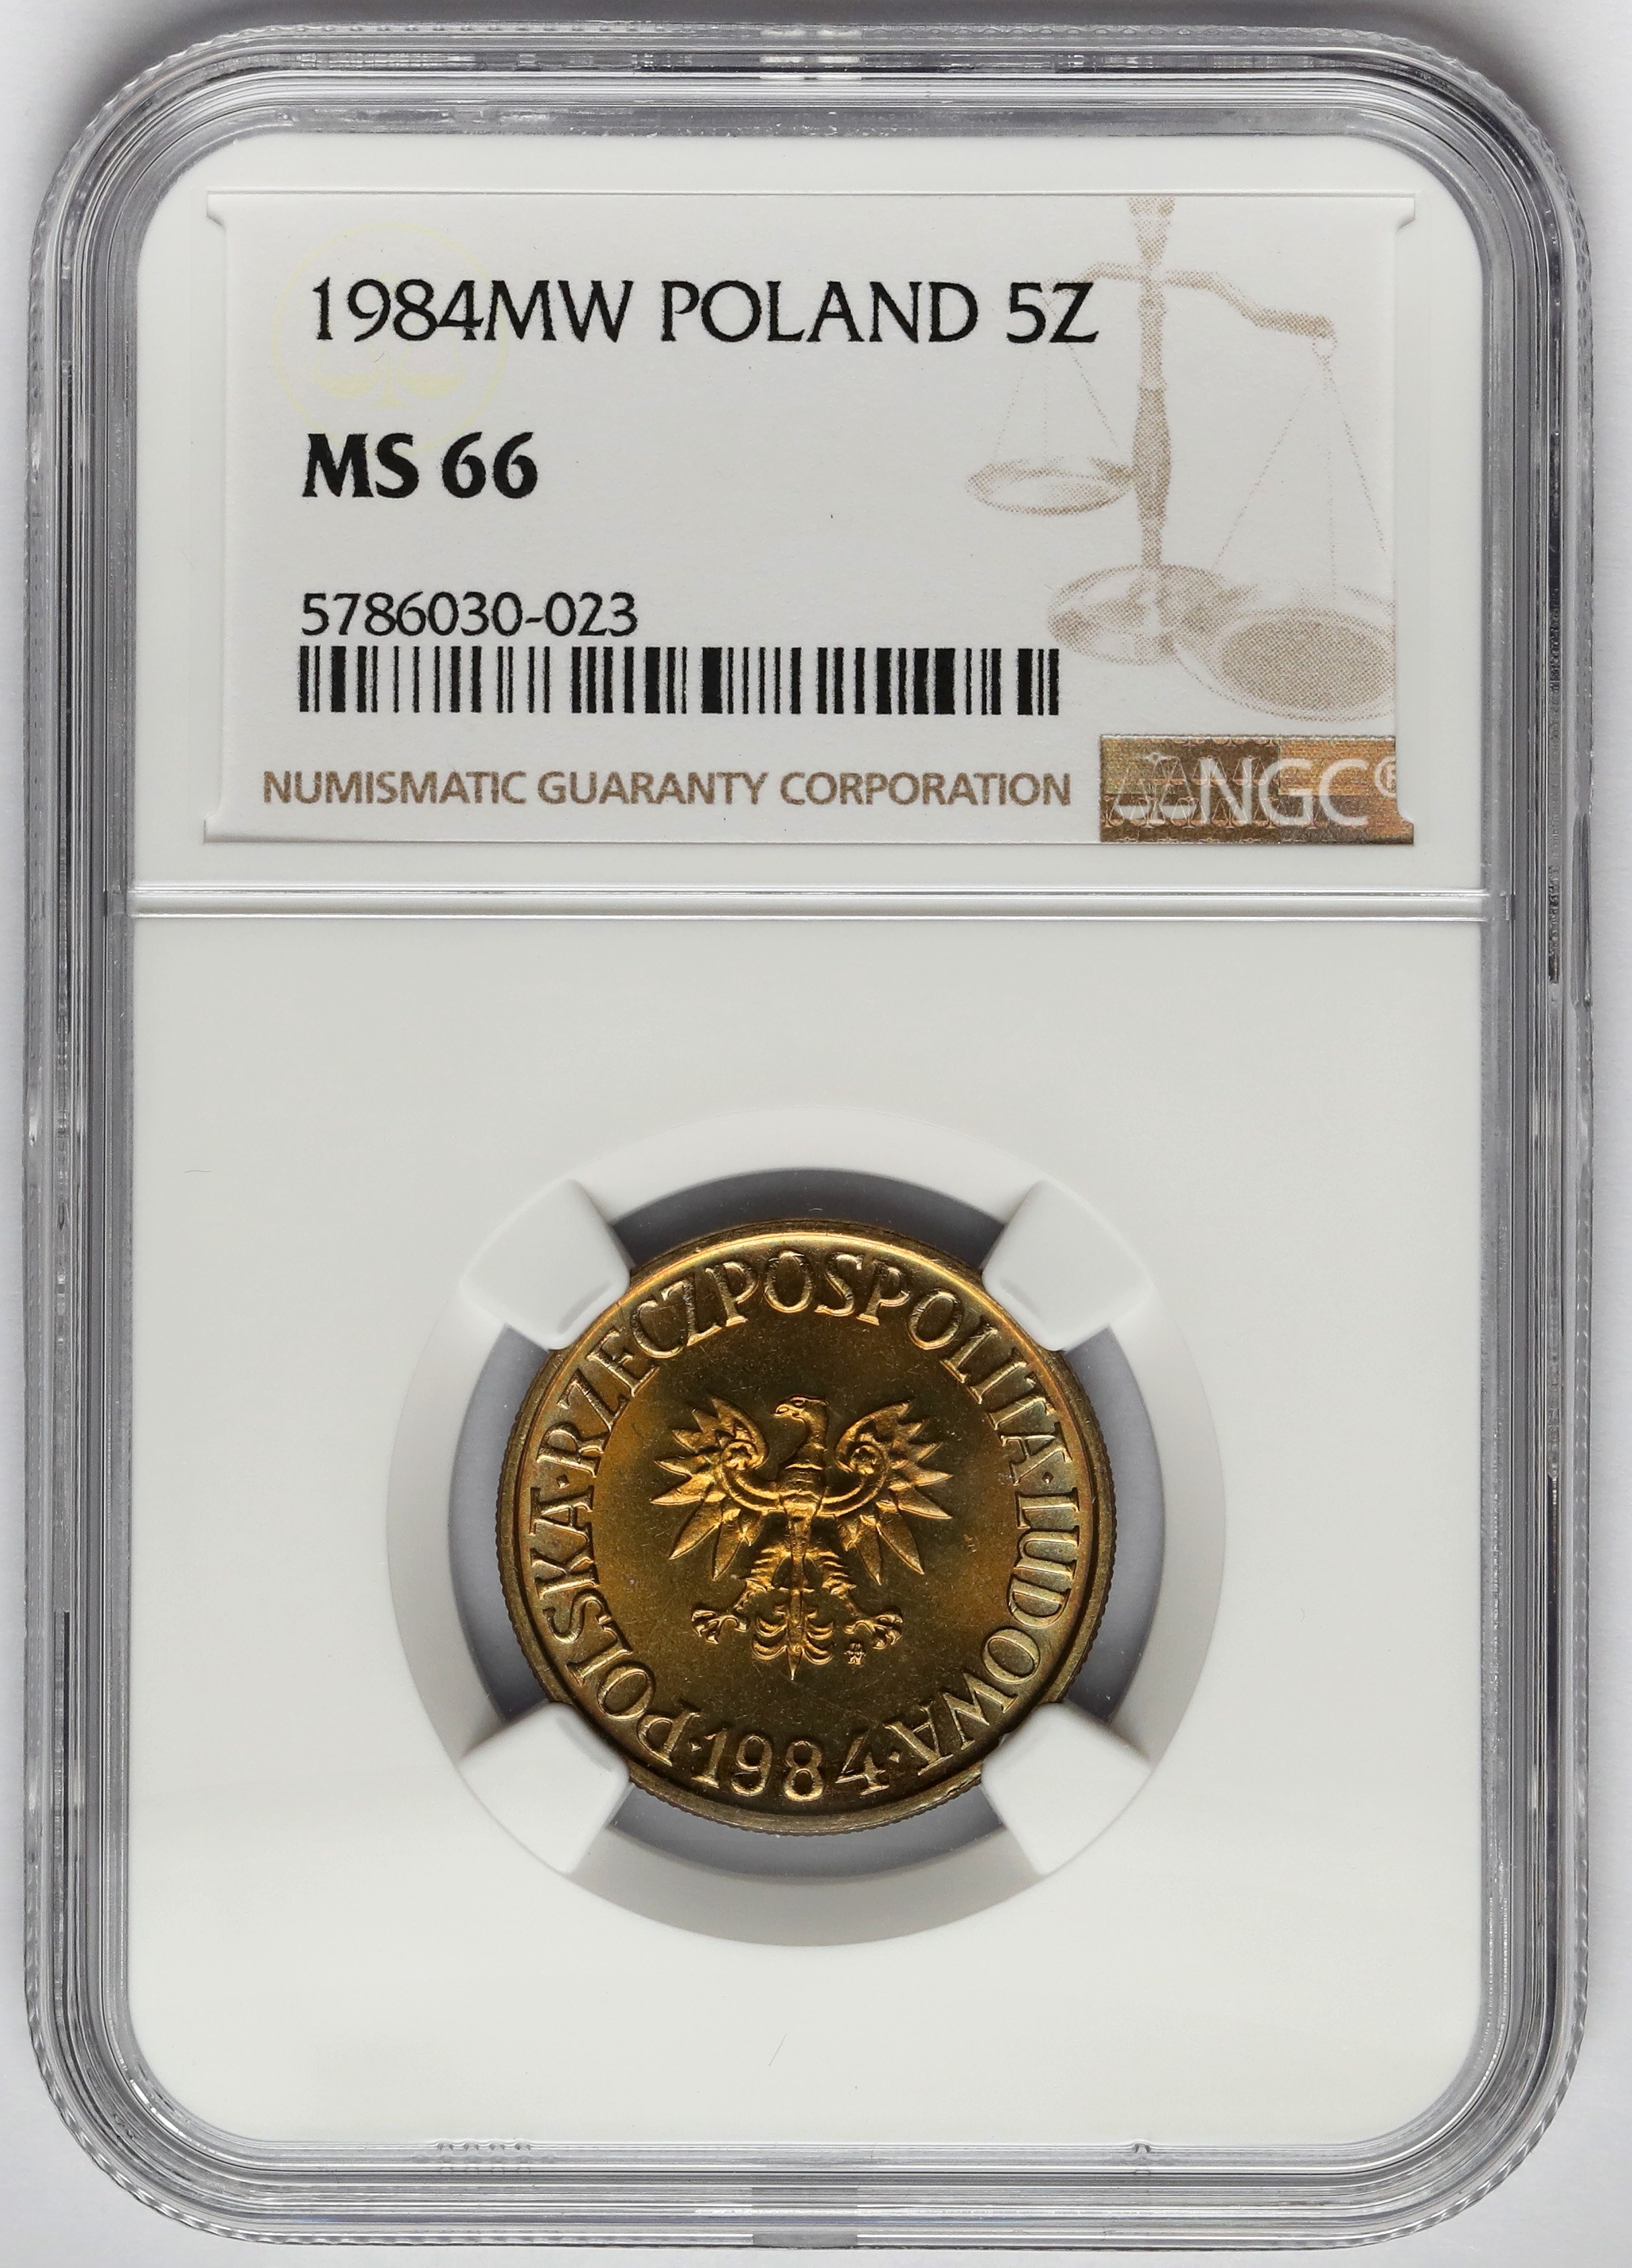 1984MW POLAND 5Z
MS 66
5786030-023
NUMISMATIC GUARANTY CORPORATION
NGC®
POLSKA·RZECZPOSPOLITA·LUDOWA
·1984·